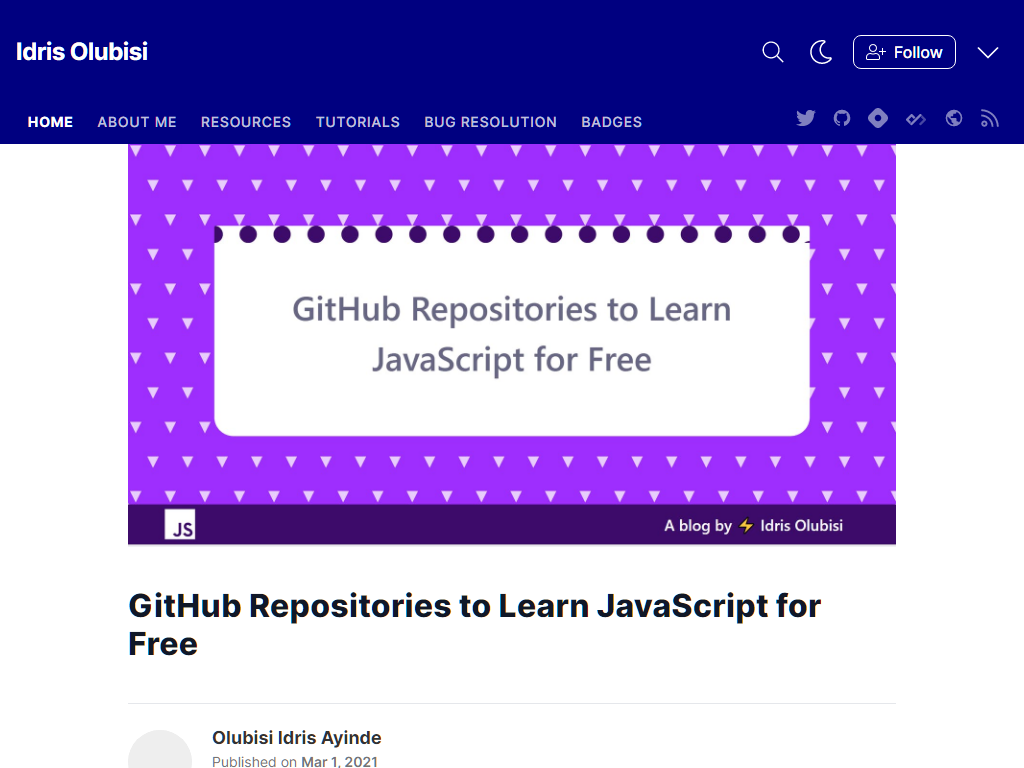 Idris Olubisi
Follow
HOME ABOUT ME RESOURCES TUTORIALS BUG RESOLUTION BADGES
GitHub Repositories to Learn
JavaScript for Free
JS
A blog by ⚡ Idris Olubisi
GitHub Repositories to Learn JavaScript for
Free
Olubisi Idris Ayinde
Published on Mar 1, 2021